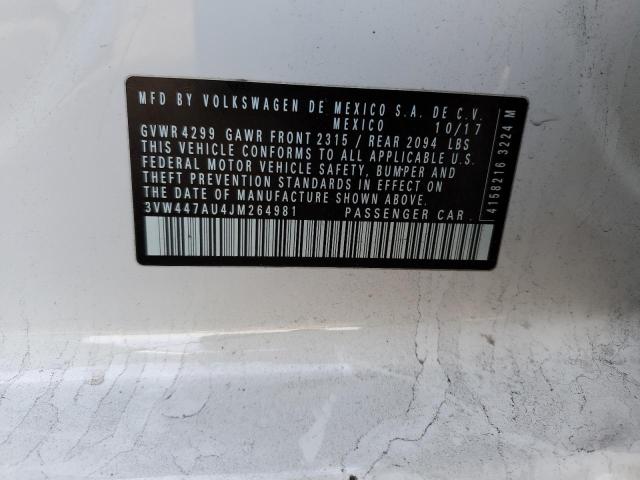 MFD BY VOLKSWAGEN DE MEXICO S.A. DE C.V.
MEXICO 10/17
GVWR 4299 GAWR FRONT 2315 / REAR 2094 LBS
THIS VEHICLE CONFORMS TO ALL APPLICABLE U.S.
FEDERAL MOTOR VEHICLE SAFETY, BUMPER AND
THEFT PREVENTION STANDARDS IN EFFECT ON
THE DATE OF MANUFACTURE SHOWN ABOVE.
3VW447AU4JM264981 PASSENGER CAR.
4158216 3224 M